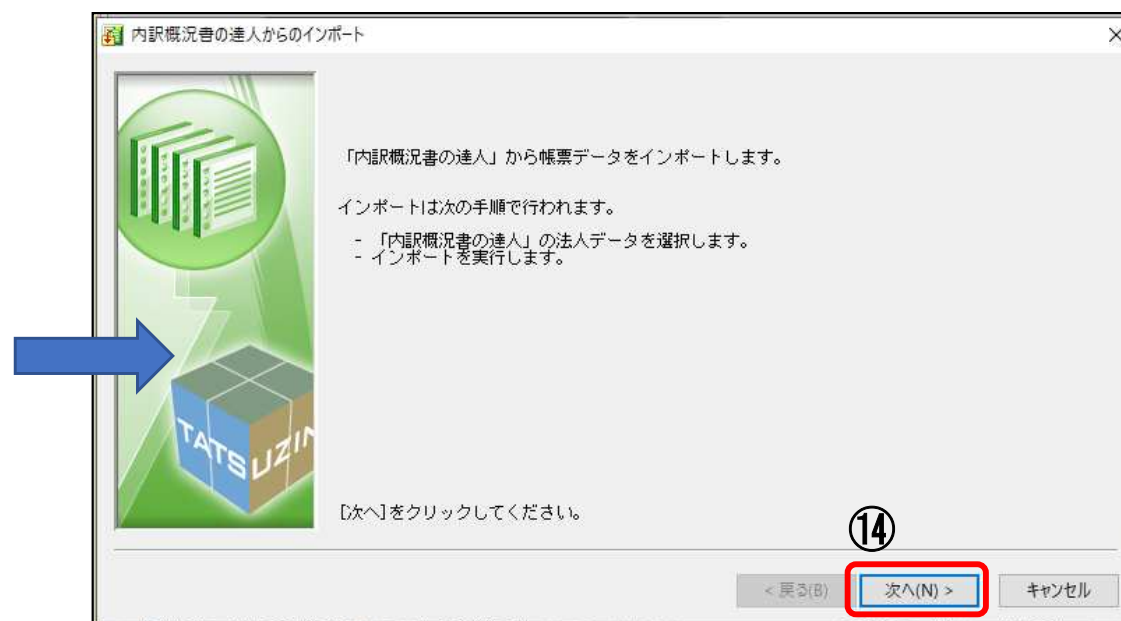 内訳概況書の達人からのインポート
「内訳概況書の達人」から帳票データをインポートします。
インポートは次の手順で行われます。
- 「内訳概況書の達人」の法人データを選択します。
- インポートを実行します。
TATSUZIN
[次へ]をクリックしてください。
⑭
< 戻る(B)
次へ(N) >
キャンセル